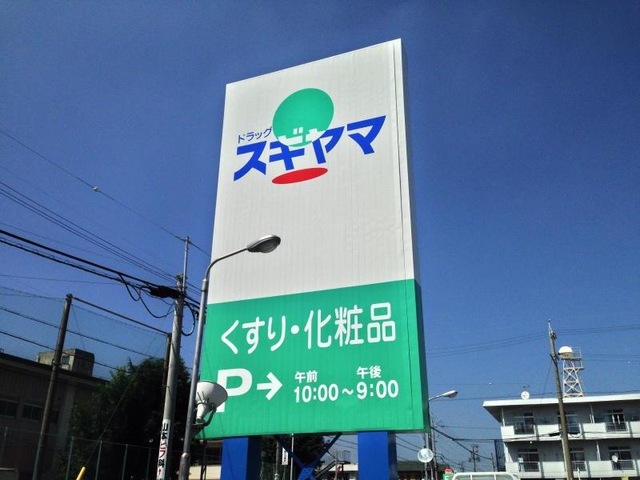 ドラッグ
スギヤマ
くすり・化粧品
P→ 午前 午後
10:00～9:00